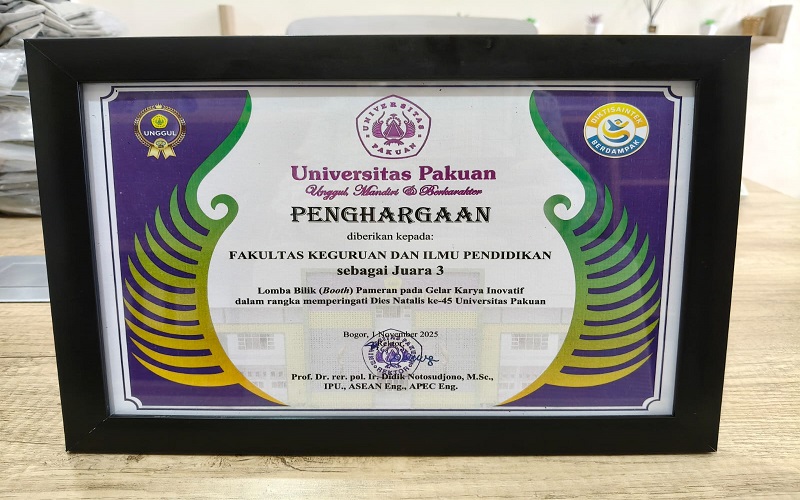 UNGGUL
UNIVERSITAS PAKUAN
DIKTISAINTEK BERDAMPAK
Universitas Pakuan
Unggul, Mandiri & Berkarakter
PENGHARGAAN
diberikan kepada:
FAKULTAS KEGURUAN DAN ILMU PENDIDIKAN
sebagai Juara 3
Lomba Bilik (Booth) Pameran pada Gelar Karya Inovatif
dalam rangka memperingati Dies Natalis ke-45 Universitas Pakuan
Bogor, 1 November 2025
Rektor
Prof. Dr. rer. pol. Ir. Didik Notosudjono, M.Sc.,
IPU., ASEAN Eng., APEC Eng.